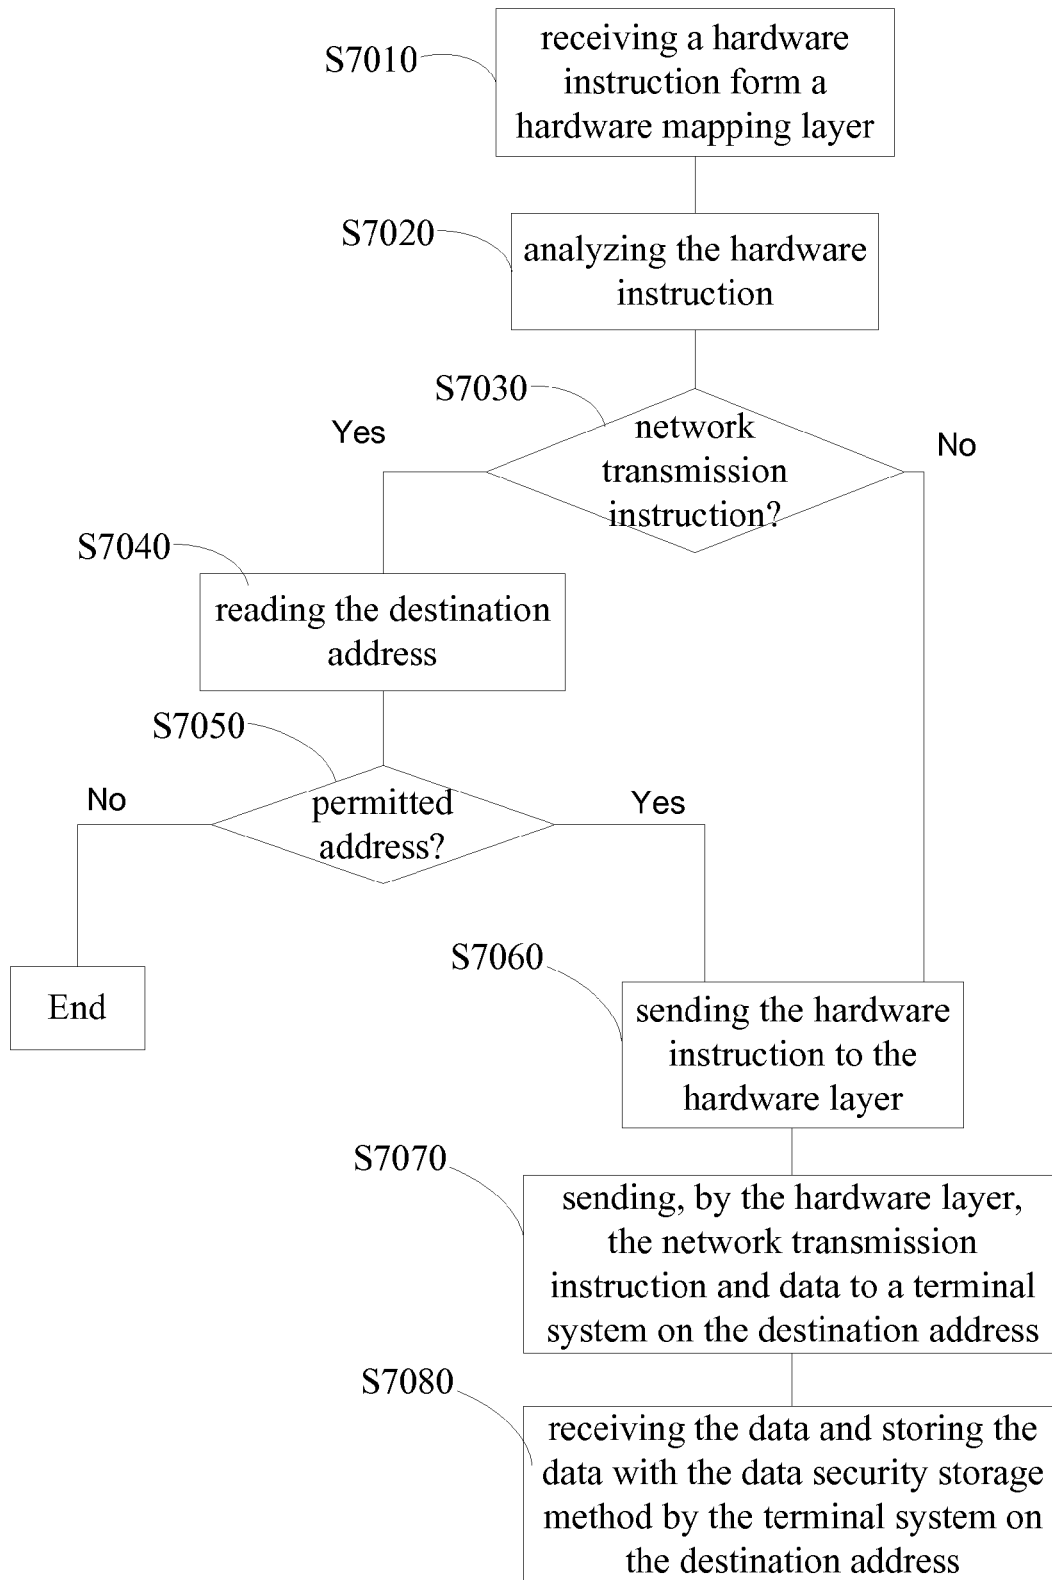 S7010
receiving a hardware
instruction form a
hardware mapping layer
S7020
analyzing the hardware
instruction
S7030
network
transmission
instruction?
Yes
No
S7040
reading the destination
address
S7050
permitted
address?
No
Yes
End
S7060
sending the hardware
instruction to the
hardware layer
S7070
sending, by the hardware layer,
the network transmission
instruction and data to a terminal
system on the destination address
S7080
receiving the data and storing the
data with the data security storage
method by the terminal system on
the destination address